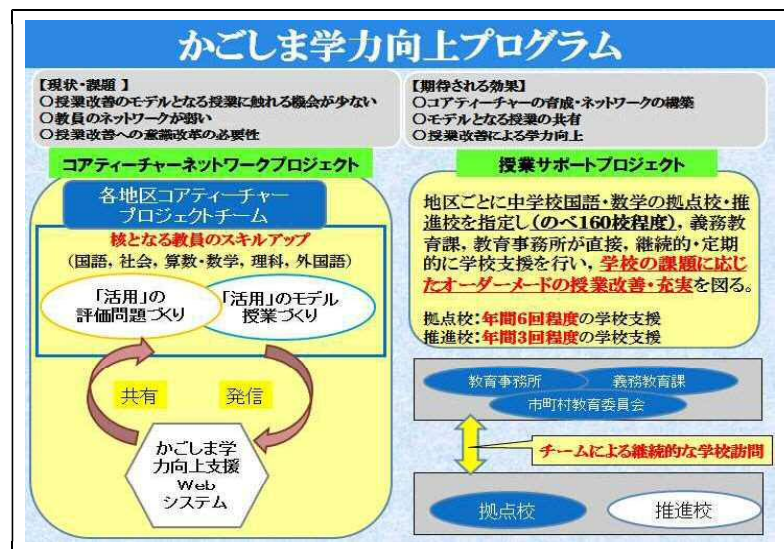 かごしま学力向上プログラム
【現状・課題 】
○授業改善のモデルとなる授業に触れる機会が少ない
○教員のネットワークが弱い
○授業改善への意識改革の必要性
【期待される効果】
○コアティーチャーの育成・ネットワークの構築
○モデルとなる授業の共有
○授業改善による学力向上
コアティーチャーネットワークプロジェクト
各地区コアティーチャー
プロジェクトチーム
核となる教員のスキルアップ
(国語, 社会, 算数・数学, 理科, 外国語)
「活用」の
評価問題づくり
「活用」のモデル
授業づくり
共有
発信
かごしま学
力向上支援
Web
システム
授業サポートプロジェクト
地区ごとに中学校国語・数学の拠点校・推
進校を指定し(のべ160校程度), 義務教
育課, 教育事務所が直接, 継続的・定期
的に学校支援を行い, 学校の課題に応じ
たオーダーメードの授業改善・充実を図る。
拠点校:年間6回程度の学校支援
推進校:年間3回程度の学校支援
教育事務所
義務教育課
市町村教育委員会
チームによる継続的な学校訪問
拠点校
推進校